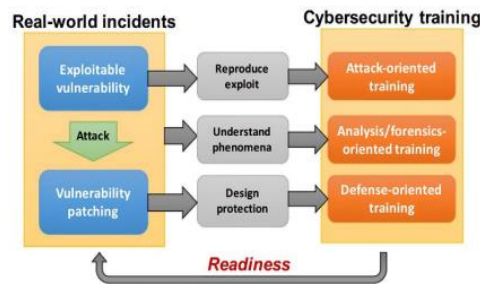 Real-world incidents
Cybersecurity training
Exploitable
vulnerability
Reproduce
exploit
Attack-oriented
training
Attack
Understand
phenomena
Analysis/forensics-
oriented training
Vulnerability
patching
Design
protection
Defense-oriented
training
Readiness